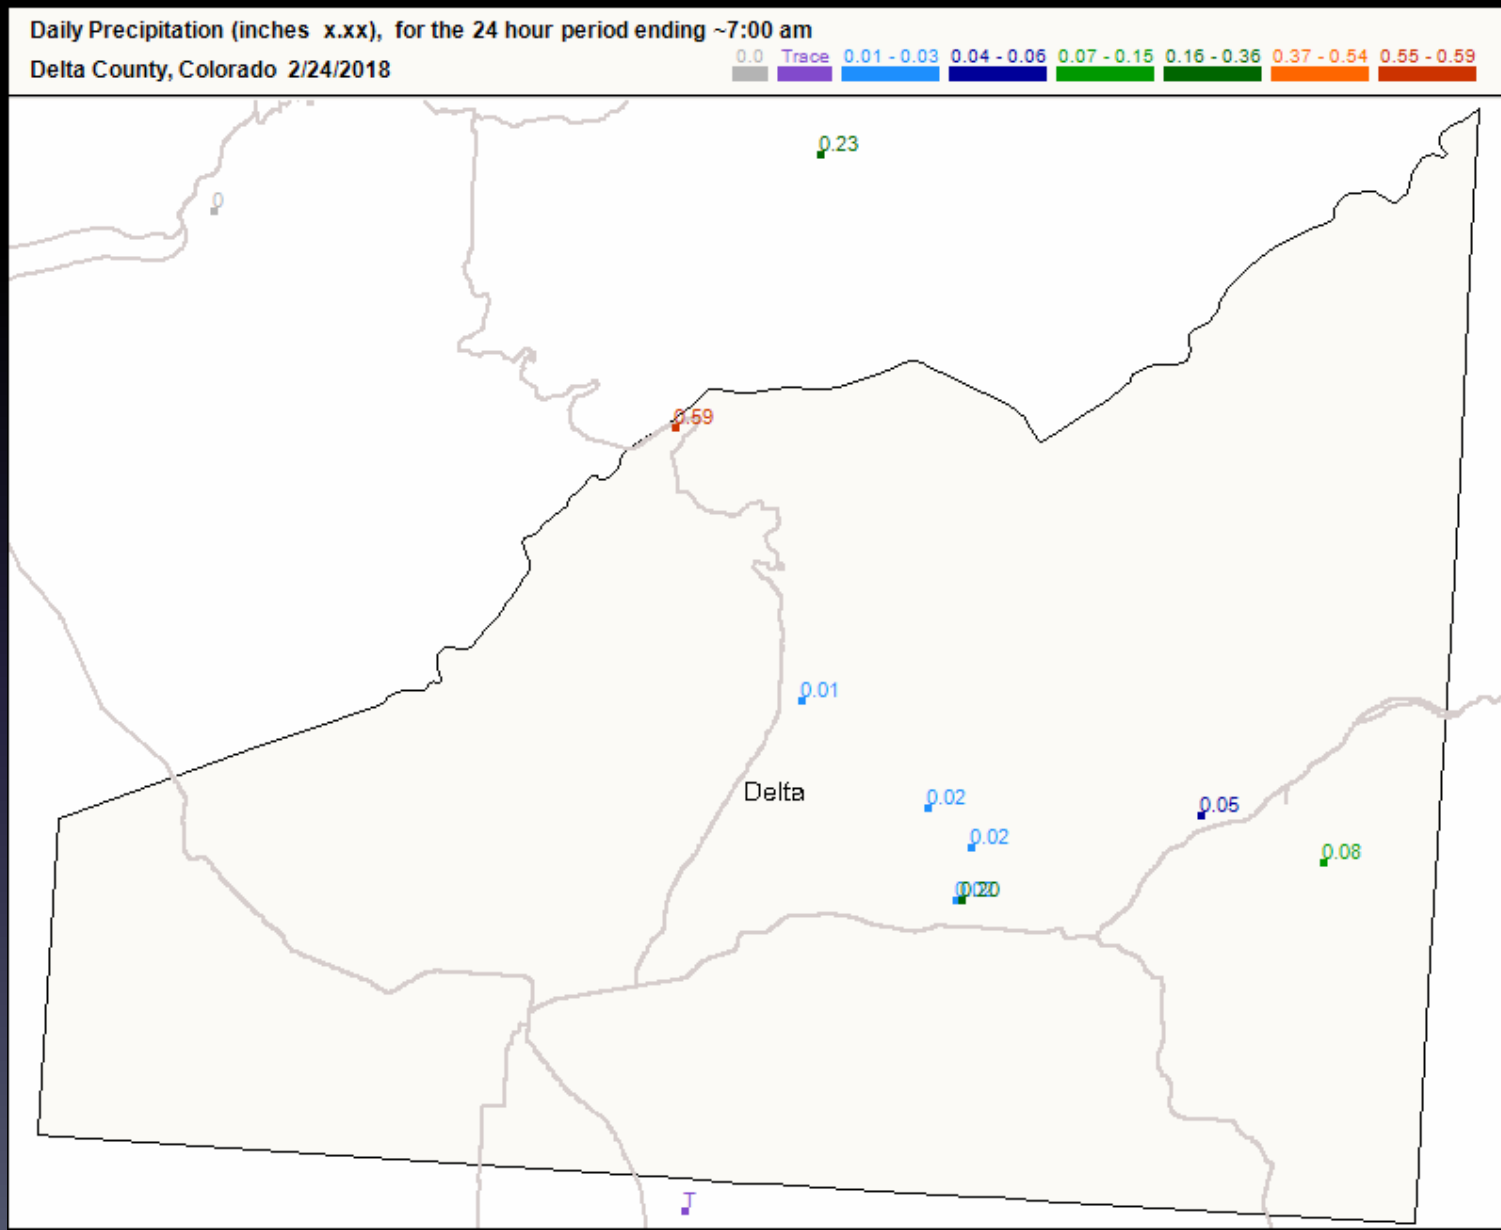 Daily Precipitation (inches x.xx), for the 24 hour period ending ~7:00 am
Delta County, Colorado 2/24/2018
0.0 Trace 0.01 - 0.03 0.04 - 0.06 0.07 - 0.15 0.16 - 0.36 0.37 - 0.54 0.55 - 0.59
0.23
0
0.59
0.01
Delta
0.02
0.05
0.02
0.08
0.20
T